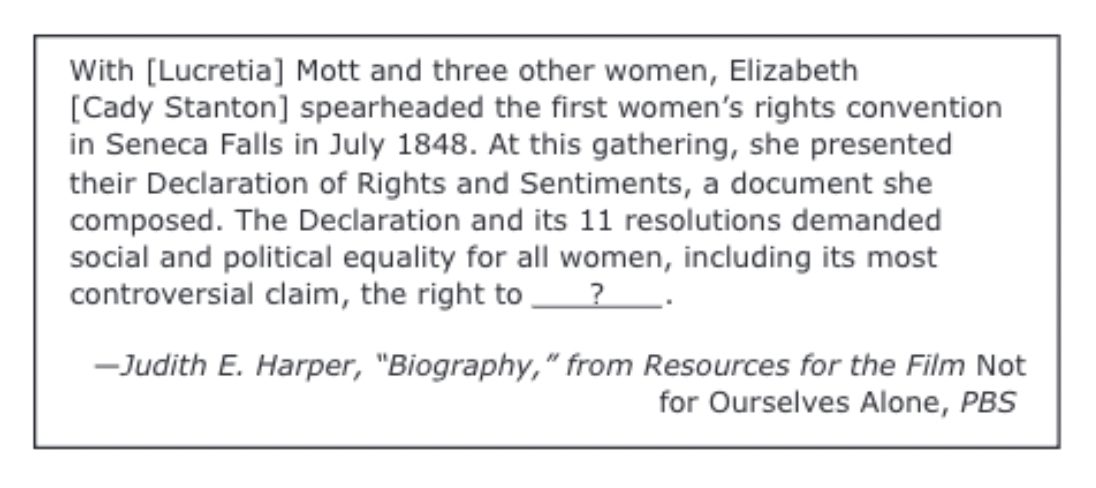 With [Lucretia] Mott and three other women, Elizabeth
[Cady Stanton] spearheaded the first women’s rights convention
in Seneca Falls in July 1848. At this gathering, she presented
their Declaration of Rights and Sentiments, a document she
composed. The Declaration and its 11 resolutions demanded
social and political equality for all women, including its most
controversial claim, the right to ___?___.
—Judith E. Harper, “Biography,” from Resources for the Film Not
for Ourselves Alone, PBS